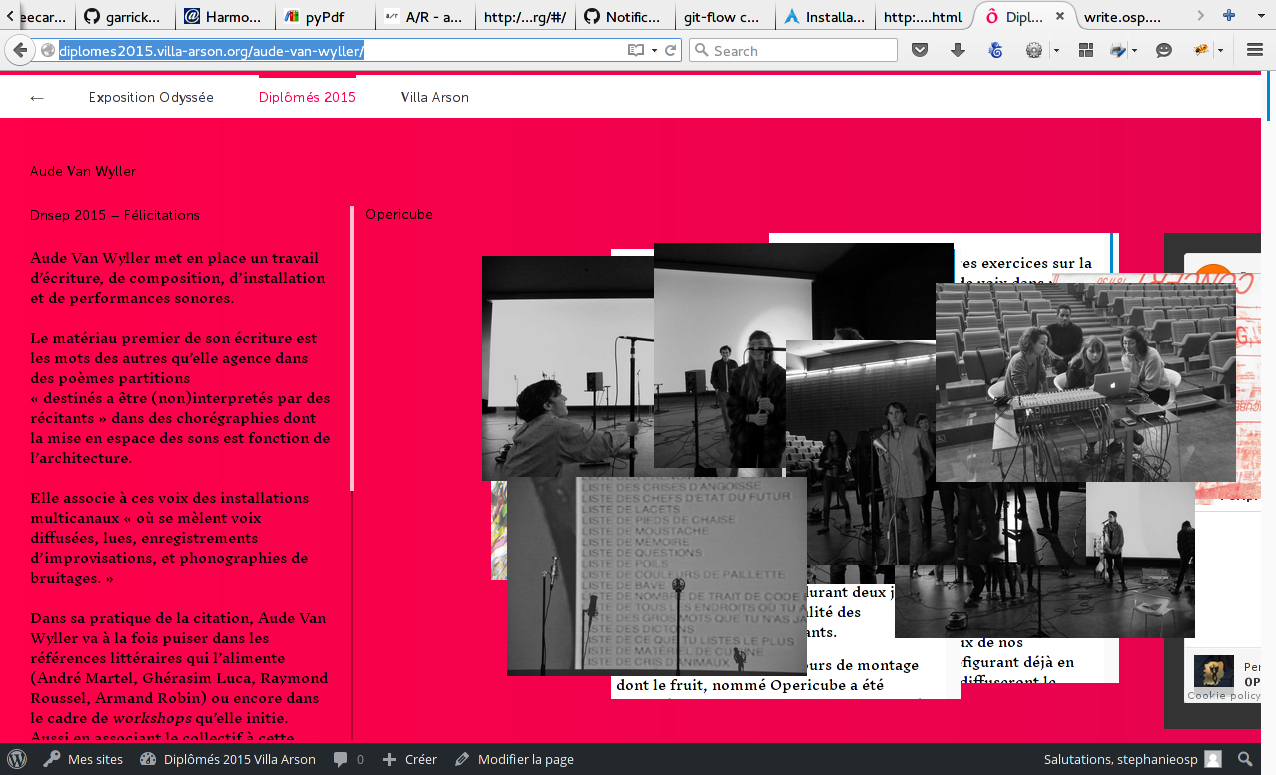 eecar...
garrick...
Harmo...
pyPdf
A/R - a...
http:/...rg/#/
Notific...
git-flow c...
Installa...
http:....html
Dipl...
write.osp....
diplomes2015.villa-arson.org/aude-van-wyller/
Search
←
Exposition Odyssée
Diplômés 2015
Villa Arson
Aude Van Wyller
Dnsep 2015 – Félicitations
Aude Van Wyller met en place un travail
d’écriture, de composition, d’installation
et de performances sonores.
Le matériau premier de son écriture est
les mots des autres qu’elle agence dans
des poèmes partitions
« destinés a être (non)interpretés par des
récitants » dans des chorégraphies dont
la mise en espace des sons est fonction de
l’architecture.
Elle associe à ces voix des installations
multicanaux « où se mèlent voix
diffusées, lues, enregistrements
d’improvisations, et phonographies de
bruitages. »
Dans sa pratique de la citation, Aude Van
Wyller va à la fois puiser dans les
références littéraires qui l’alimente
(André Martel, Ghérasim Luca, Raymond
Roussel, Armand Robin) ou encore dans
le cadre de workshops qu’elle initie.
Aussi en associant le collectif à cette
Opericube
es exercices sur la
CONCERT
LISTE DES CRISES D'ANGOISSE
LISTE DES CHEFS D'ETAT DU FUTUR
LISTE DE LACETS
LISTE DE PIEDS DE CHAISE
LISTE DE MOUSTACHE
LISTE DE MEMOIRE
LISTE DE QUESTIONS
LISTE DE POILS
LISTE DE COULEURS DE PAILLETTE
LISTE DE BAVE
LISTE DE NOMBRE DE TRAIT DE CODE
LISTE DE TOUS LES ENDROITS OÙ TU A
LISTE DES GROS MOTS QUE TU N'AS JA
LISTE DES DICTONS
LISTE DE CE QUE TU LISTES LE PLUS
LISTE DE MATERIEL DE CUISINE
LISTE DE CRIS D'ANIMAUX
durant deux j
alité des
ants.
urs de montage
dont le fruit, nommé Opericube a été
ix de nos
figurant déjà en
diffuseront le
Per
OP
Cookie policy
Mes sites
Diplômés 2015 Villa Arson
0
Créer
Modifier la page
Salutations, stephanieosp